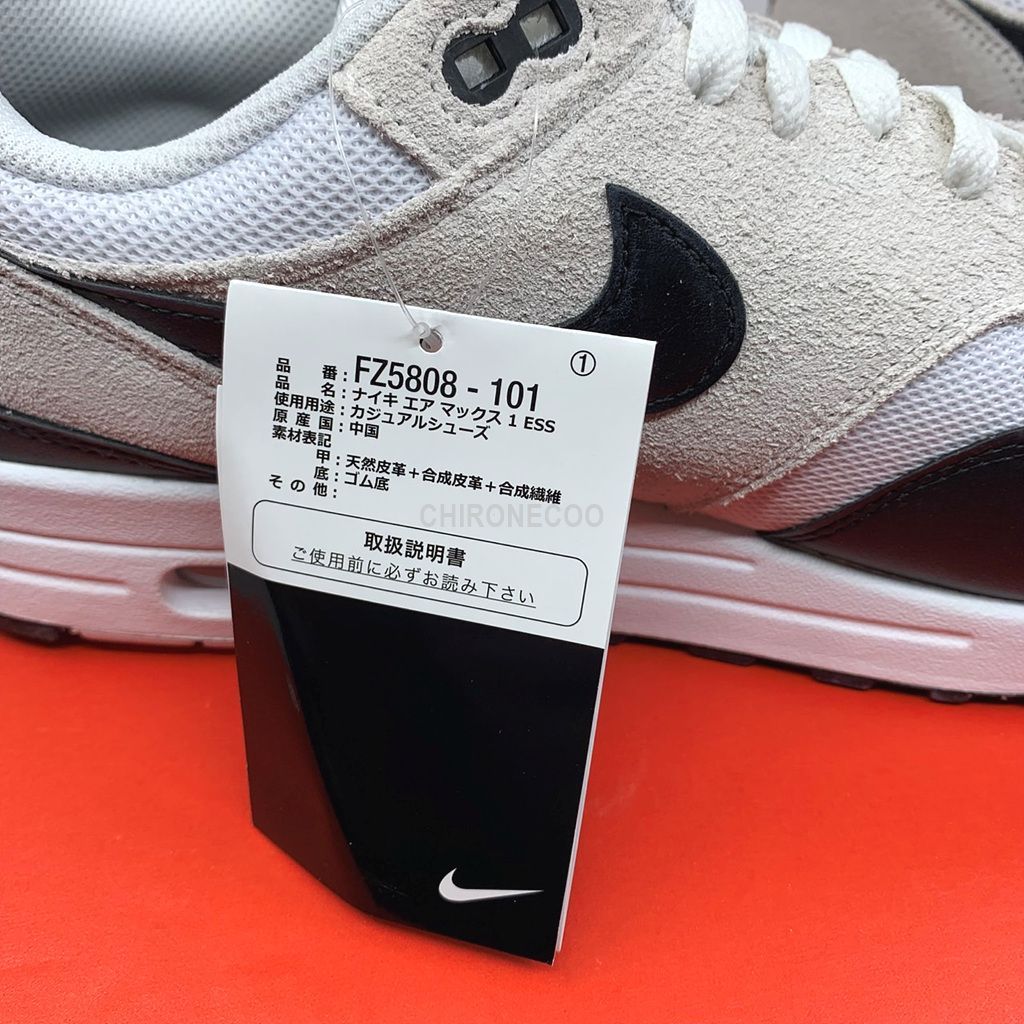 ①
品番：FZ5808 - 101
品名：ナイキ エア マックス 1 ESS
使用用途：カジュアルシューズ
原産国：中国
素材表記
甲：天然皮革＋合成皮革＋合成繊維
底：ゴム底
その他：
CHIRONECOO
取扱説明書
ご使用前に必ずお読み下さい